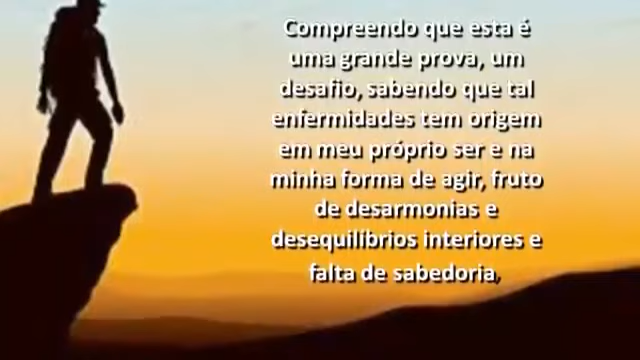 Compreendo que esta é
uma grande prova, um
desafio, sabendo que tal
enfermidades tem origem
em meu próprio ser e na
minha forma de agir, fruto
de desarmonias e
desequilíbrios interiores e
falta de sabedoria,